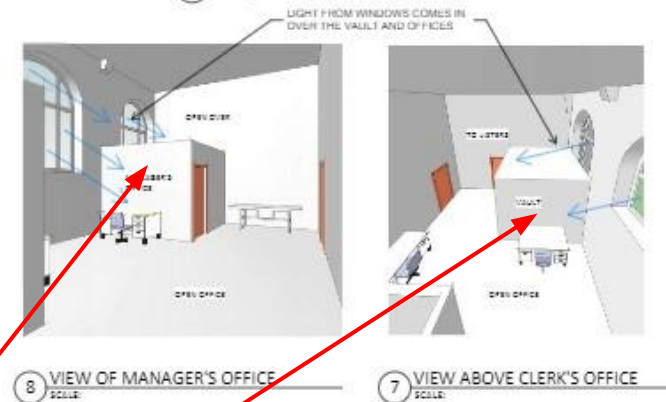 LIGHT FROM WINDOWS COMES IN
OVER THE VAULT AND OFFICES
OPEN OVER
OPEN OFFICE
8 VIEW OF MANAGER'S OFFICE
SCALE:
TO LISTERS
VAULT
OPEN OFFICE
7 VIEW ABOVE CLERK'S OFFICE
SCALE: